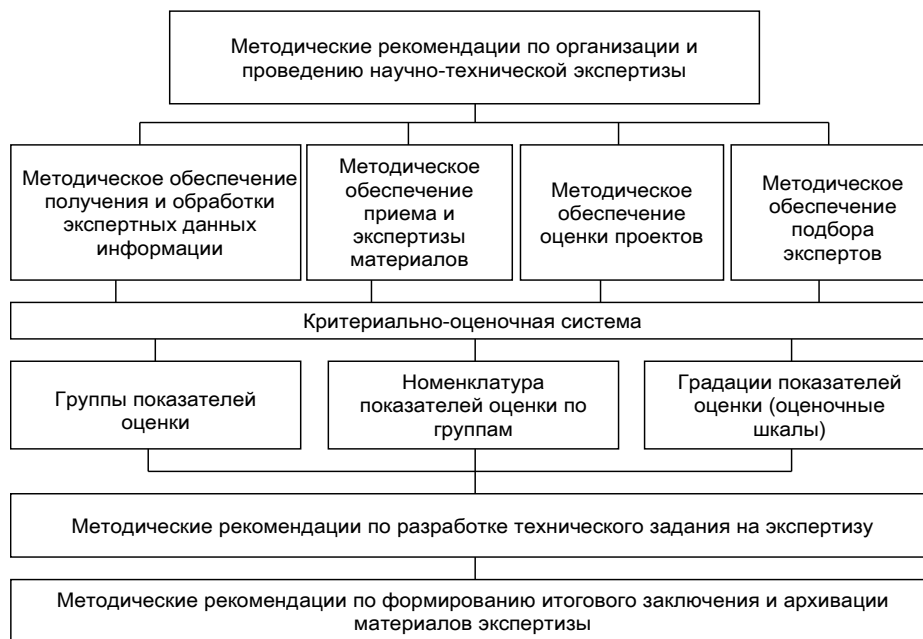 Методические рекомендации по организации и
проведению научно-технической экспертизы
Методическое обеспечение
получения и обработки
экспертных данных
информации
Методическое
обеспечение
приема и
экспертизы
материалов
Методическое
обеспечение
оценки проектов
Методическое
обеспечение
подбора
экспертов
Критериально-оценочная система
Группы показателей
оценки
Номенклатура
показателей оценки по
группам
Градации показателей
оценки (оценочные
шкалы)
Методические рекомендации по разработке технического задания на экспертизу
Методические рекомендации по формированию итогового заключения и архивации
материалов экспертизы